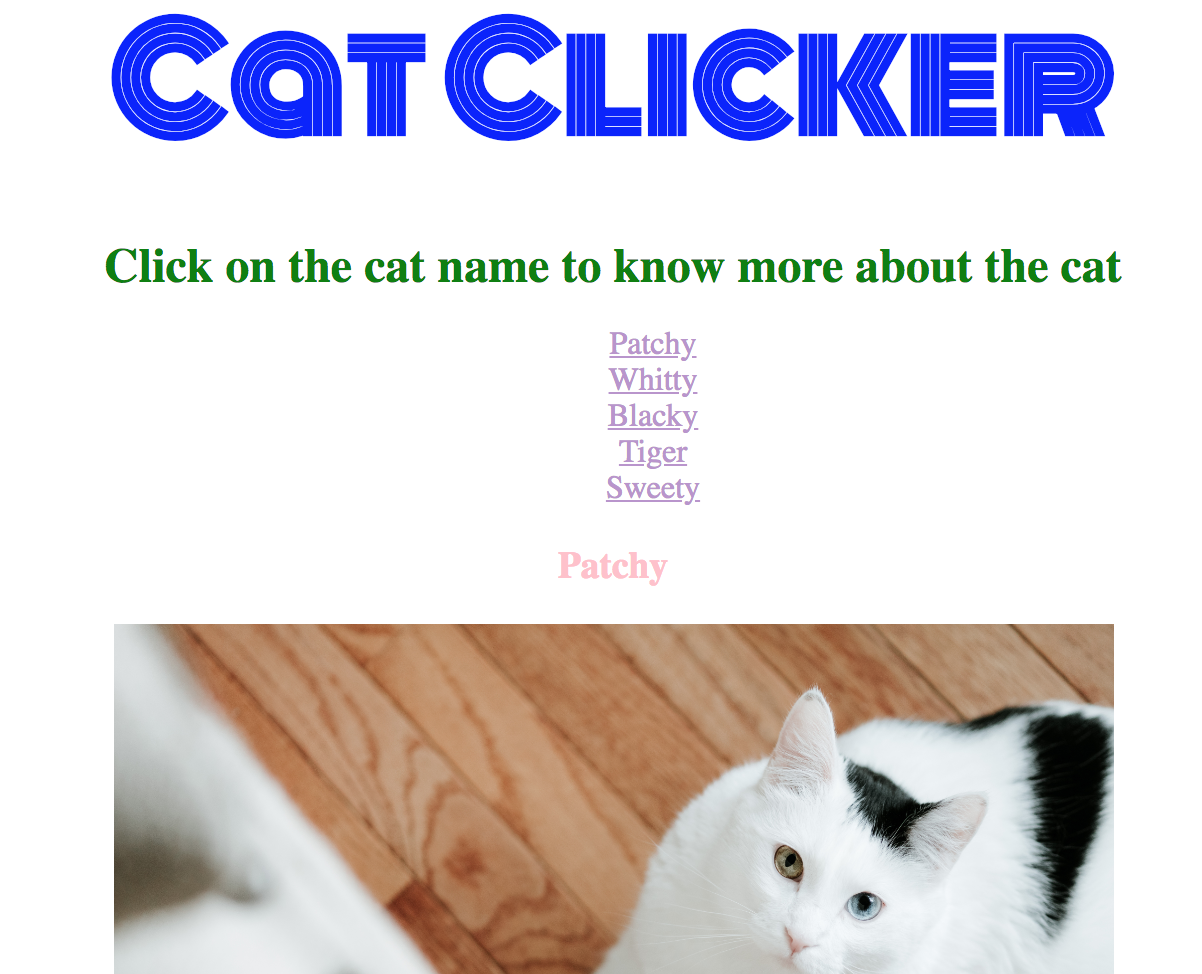 Cat Clicker
Click on the cat name to know more about the cat
Patchy
Whitty
Blacky
Tiger
Sweety
Patchy